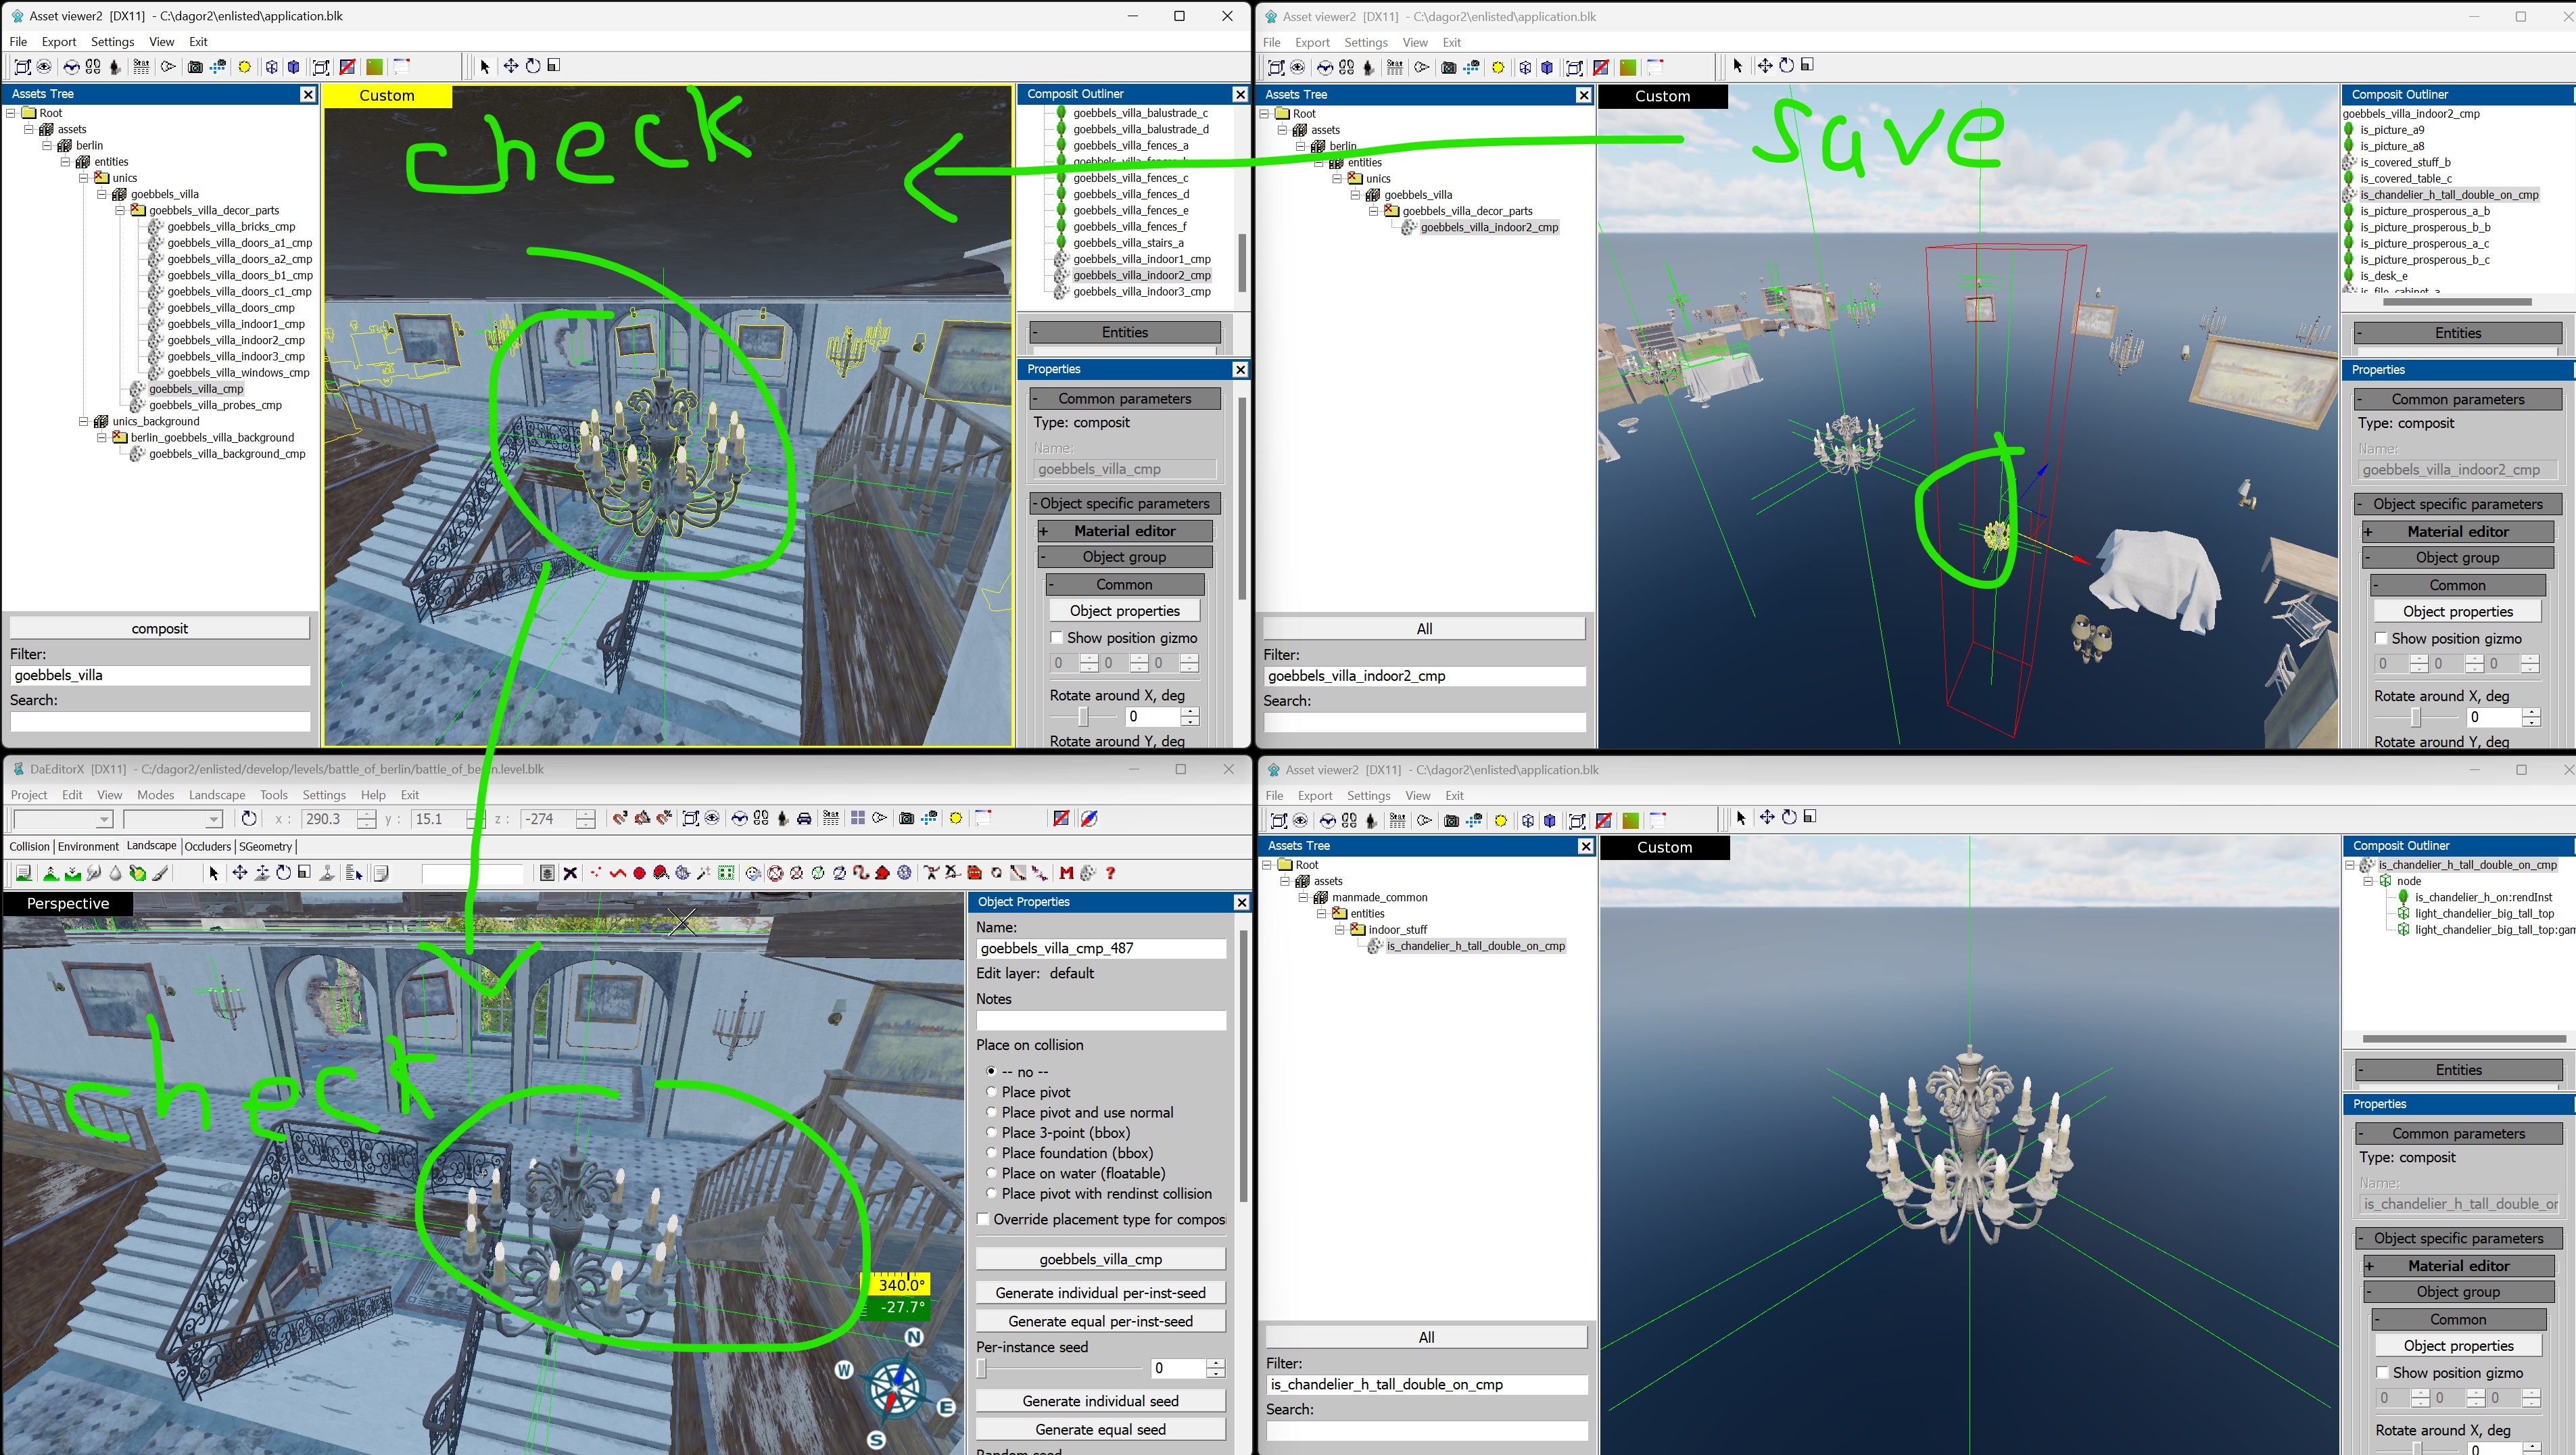 Asset viewer2 [DX11] - C:\dagor2\enlisted\application.blk
File Export Settings View Exit
Assets Tree
Root
assets
berlin
entities
unics
goebbels_villa
goebbels_villa_decor_parts
goebbels_villa_bricks_cmp
goebbels_villa_doors_a1_cmp
goebbels_villa_doors_a2_cmp
goebbels_villa_doors_b1_cmp
goebbels_villa_doors_c1_cmp
goebbels_villa_doors_cmp
goebbels_villa_indoor1_cmp
goebbels_villa_indoor2_cmp
goebbels_villa_indoor3_cmp
goebbels_villa_windows_cmp
goebbels_villa_cmp
goebbels_villa_probes_cmp
unics_background
berlin_goebbels_villa_background
goebbels_villa_background_cmp
composit
Filter:
goebbels_villa
Search:
Custom
check
Composit Outliner
goebbels_villa_balustrade_c
goebbels_villa_balustrade_d
goebbels_villa_fences_a
goebbels_villa_fences_c
goebbels_villa_fences_d
goebbels_villa_fences_e
goebbels_villa_fences_f
goebbels_villa_stairs_a
goebbels_villa_indoor1_cmp
goebbels_villa_indoor2_cmp
goebbels_villa_indoor3_cmp
Entities
Properties
Common parameters
Type: composit
Name:
goebbels_villa_cmp
Object specific parameters
Material editor
Object group
Common
Object properties
Show position gizmo
0 0 0
Rotate around X, deg
0
Rotate around Y, deg
Asset viewer2 [DX11] - C:\dagor2\enlisted\application.blk
File Export Settings View Exit
Assets Tree
Root
assets
berlin
entities
unics
goebbels_villa
goebbels_villa_decor_parts
goebbels_villa_indoor2_cmp
All
Filter:
goebbels_villa_indoor2_cmp
Search:
Custom
save
Composit Outliner
goebbels_villa_indoor2_cmp
is_picture_a9
is_picture_a8
is_covered_stuff_b
is_covered_table_c
is_chandelier_h_tall_double_on_cmp
is_picture_prosperous_a_b
is_picture_prosperous_b_b
is_picture_prosperous_a_c
is_picture_prosperous_b_c
is_desk_e
is_file_cabinet_a
Entities
Properties
Common parameters
Type: composit
Name:
goebbels_villa_indoor2_cmp
Object specific parameters
Material editor
Object group
Common
Object properties
Show position gizmo
0 0 0
Rotate around X, deg
0
Rotate around Y, deg
DaEditorX [DX11] - C:/dagor2/enlisted/develop/levels/battle_of_berlin/battle_of_berlin.level.blk
Project Edit View Modes Landscape Tools Settings Help Exit
x : 290.3 y : 15.1 z : -274
Collision Environment Landscape Occluders SGeometry
Perspective
check
340.0°
-27.7°
N
W
E
S
Object Properties
Name:
goebbels_villa_cmp_487
Edit layer: default
Notes
Place on collision
-- no --
Place pivot
Place pivot and use normal
Place 3-point (bbox)
Place foundation (bbox)
Place on water (floatable)
Place pivot with rendinst collision
Override placement type for composi
goebbels_villa_cmp
Generate individual per-inst-seed
Generate equal per-inst-seed
Per-instance seed
0
Generate individual seed
Generate equal seed
Random seed
Asset viewer2 [DX11] - C:\dagor2\enlisted\application.blk
File Export Settings View Exit
Assets Tree
Root
assets
manmade_common
entities
indoor_stuff
is_chandelier_h_tall_double_on_cmp
All
Filter:
is_chandelier_h_tall_double_on_cmp
Search:
Custom
Composit Outliner
is_chandelier_h_tall_double_on_cmp
node
is_chandelier_h_on:rendInst
light_chandelier_big_tall_top
light_chandelier_big_tall_top:gam
Entities
Properties
Common parameters
Type: composit
Name:
is_chandelier_h_tall_double_or
Object specific parameters
Material editor
Object group
Common
Object properties
Show position gizmo
0 0 0
Rotate around X, deg
0